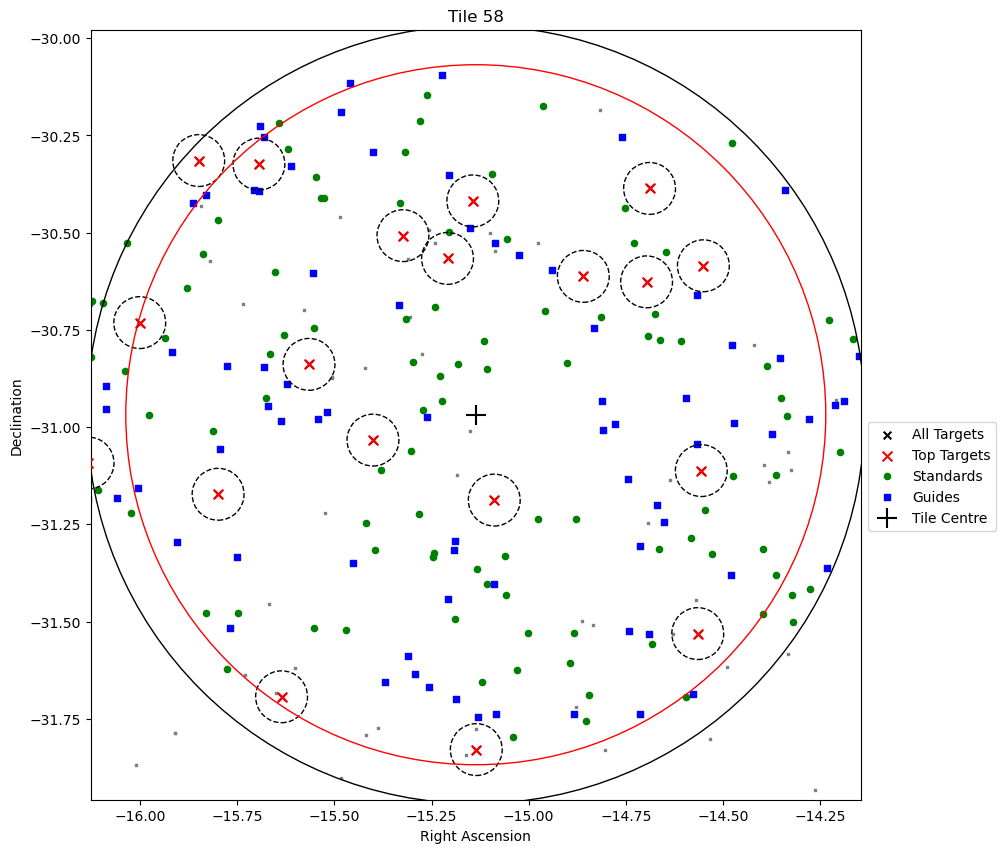 Tile 58
−30.00
−30.25
−30.50
−30.75
−31.00
−31.25
−31.50
−31.75
Declination
−16.00 −15.75 −15.50 −15.25 −15.00 −14.75 −14.50 −14.25
Right Ascension
All Targets
Top Targets
Standards
Guides
Tile Centre